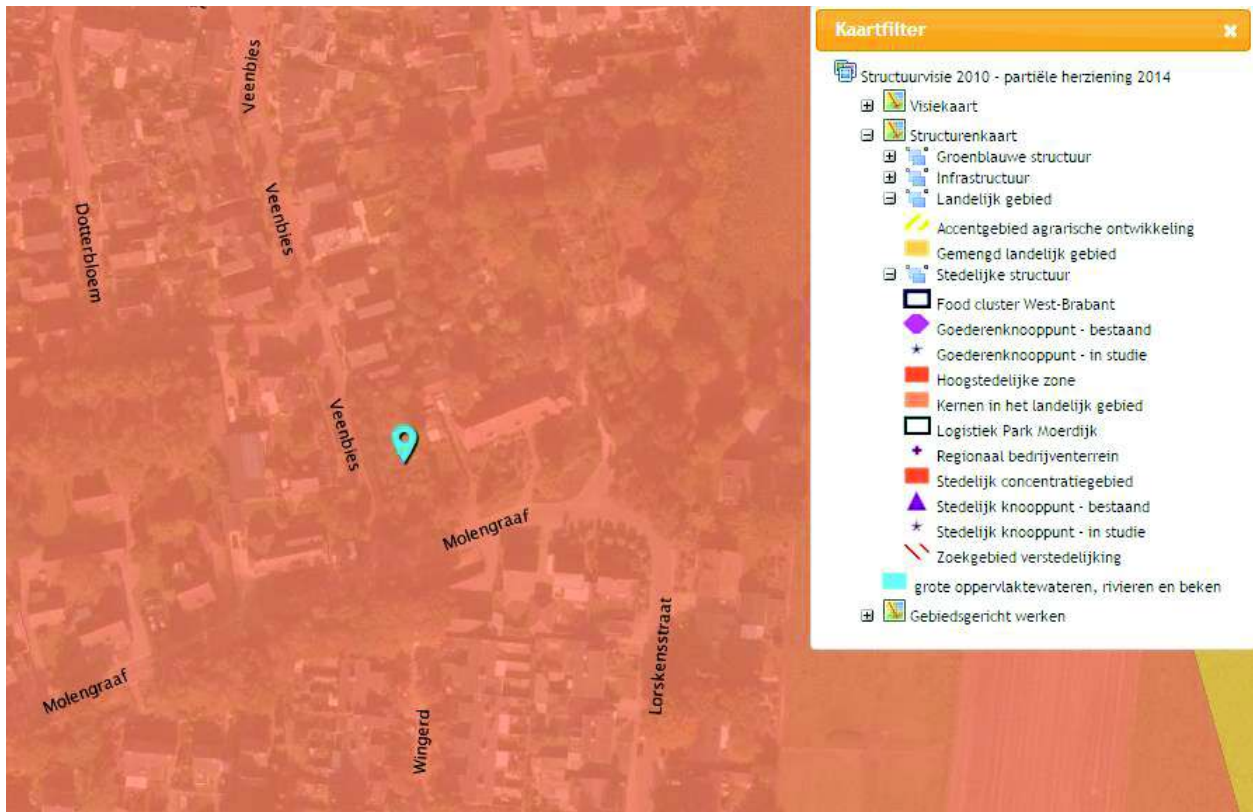 Veenbies
Veenbies
Dotterbloem
Veenbies
Molengraaf
Molengraaf
Lorskensstraat
Wingerd
Kaartfilter
Structuurvisie 2010 - partiële herziening 2014
Visiekaart
Structurenkaart
Groenblauwe structuur
Infrastructuur
Landelijk gebied
Accentgebied agrarische ontwikkeling
Gemengd landelijk gebied
Stedelijke structuur
Food cluster West-Brabant
Goederenknooppunt - bestaand
Goederenknooppunt - in studie
Hoogstedelijke zone
Kernen in het landelijk gebied
Logistiek Park Moerdijk
Regionaal bedrijventerrein
Stedelijk concentratiegebied
Stedelijk knooppunt - bestaand
Stedelijk knooppunt - in studie
Zoekgebied verstedelijking
grote oppervlaktewateren, rivieren en beken
Gebiedsgericht werken